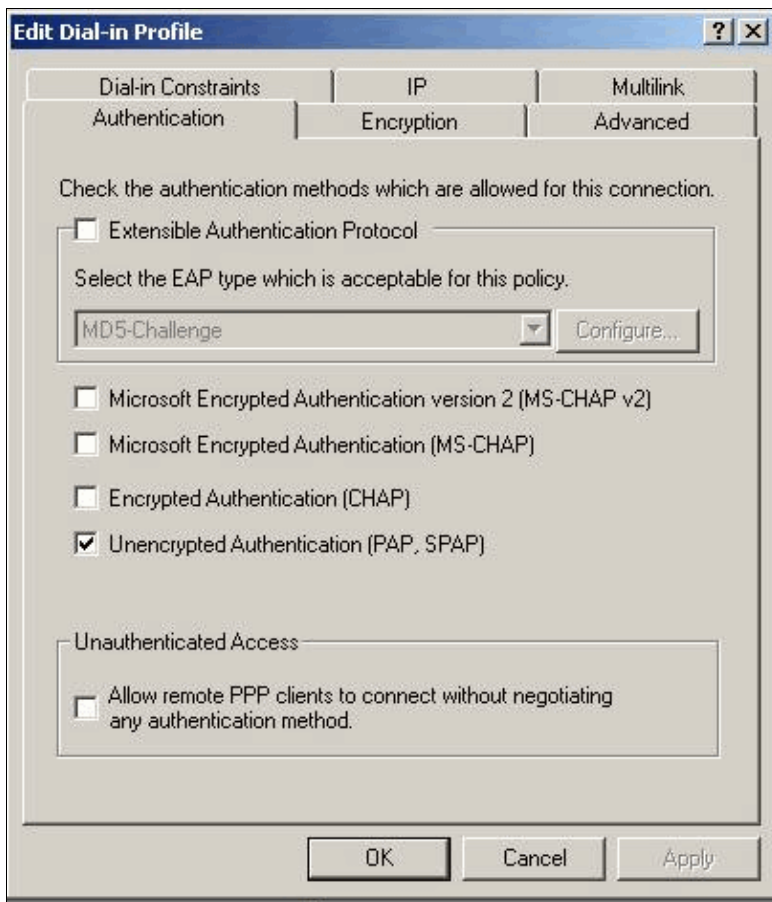 Edit Dial-in Profile
Dial-in Constraints
IP
Multilink
Authentication
Encryption
Advanced
Check the authentication methods which are allowed for this connection.
Extensible Authentication Protocol
Select the EAP type which is acceptable for this policy.
MD5-Challenge
Configure...
Microsoft Encrypted Authentication version 2 (MS-CHAP v2)
Microsoft Encrypted Authentication (MS-CHAP)
Encrypted Authentication (CHAP)
Unencrypted Authentication (PAP, SPAP)
Unauthenticated Access
Allow remote PPP clients to connect without negotiating
any authentication method.
OK
Cancel
Apply